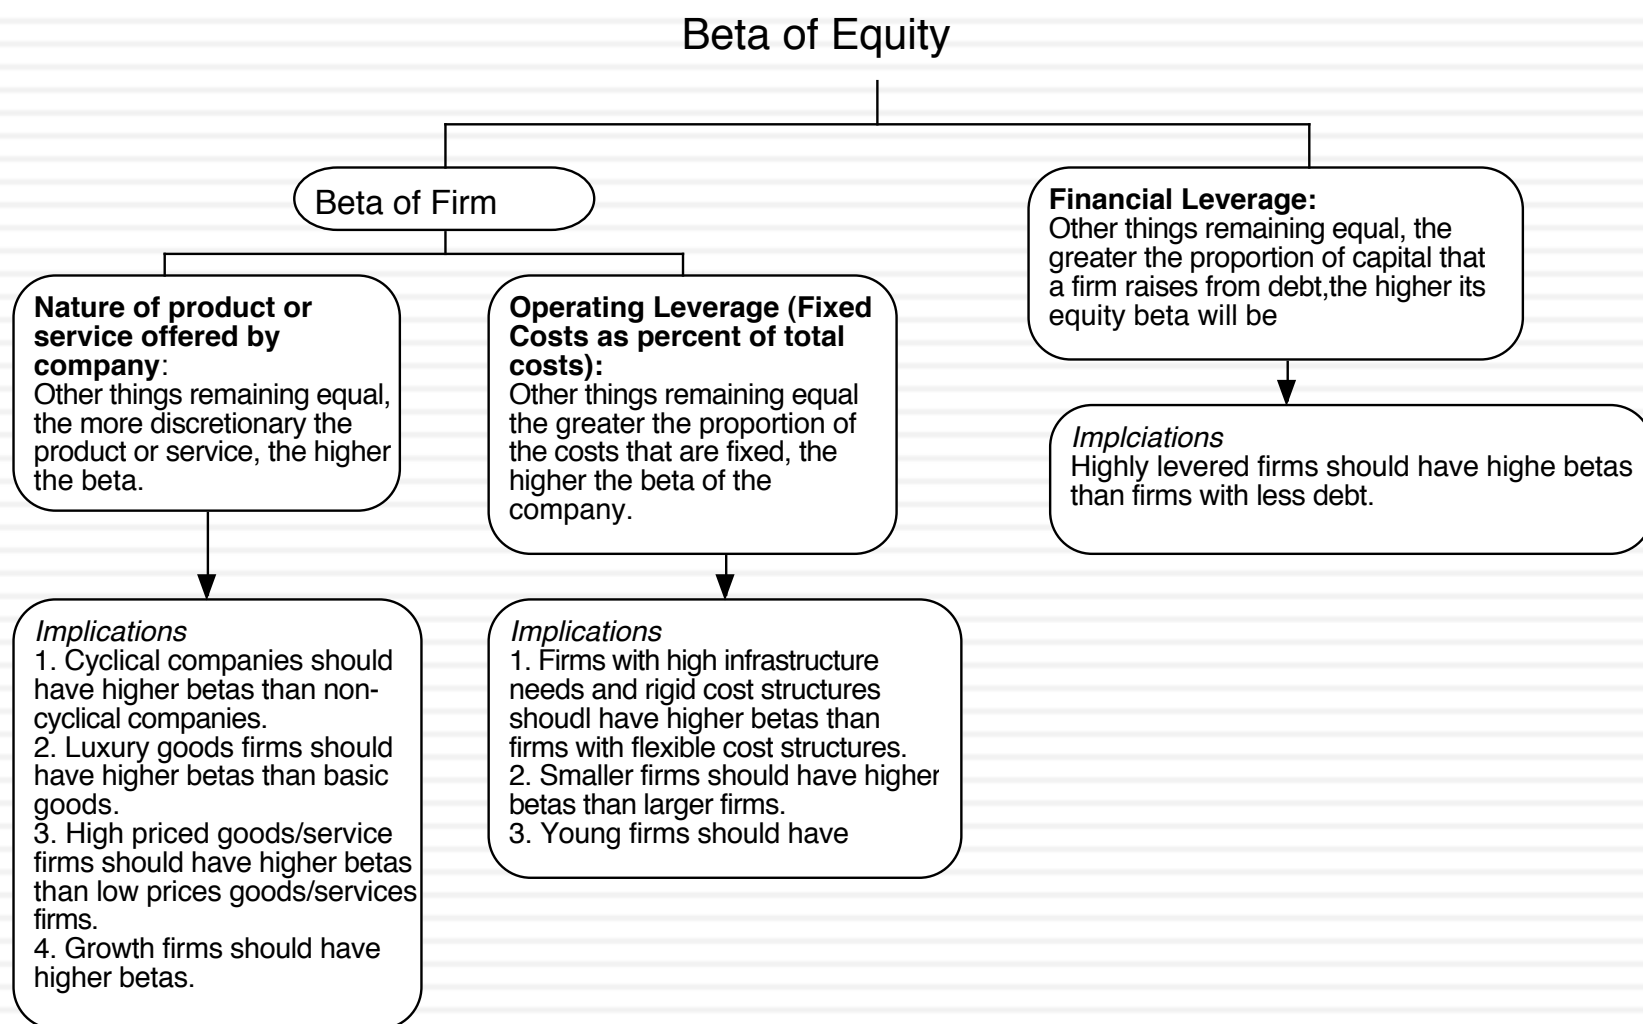 Beta of Equity
Beta of Firm
Financial Leverage:
Other things remaining equal, the
greater the proportion of capital that
a firm raises from debt,the higher its
equity beta will be
Nature of product or
service offered by
company:
Other things remaining equal,
the more discretionary the
product or service, the higher
the beta.
Operating Leverage (Fixed
Costs as percent of total
costs):
Other things remaining equal
the greater the proportion of
the costs that are fixed, the
higher the beta of the
company.
Implciations
Highly levered firms should have highe betas
than firms with less debt.
Implications
1. Cyclical companies should
have higher betas than non-
cyclical companies.
2. Luxury goods firms should
have higher betas than basic
goods.
3. High priced goods/service
firms should have higher betas
than low prices goods/services
firms.
4. Growth firms should have
higher betas.
Implications
1. Firms with high infrastructure
needs and rigid cost structures
shoudl have higher betas than
firms with flexible cost structures.
2. Smaller firms should have higher
betas than larger firms.
3. Young firms should have